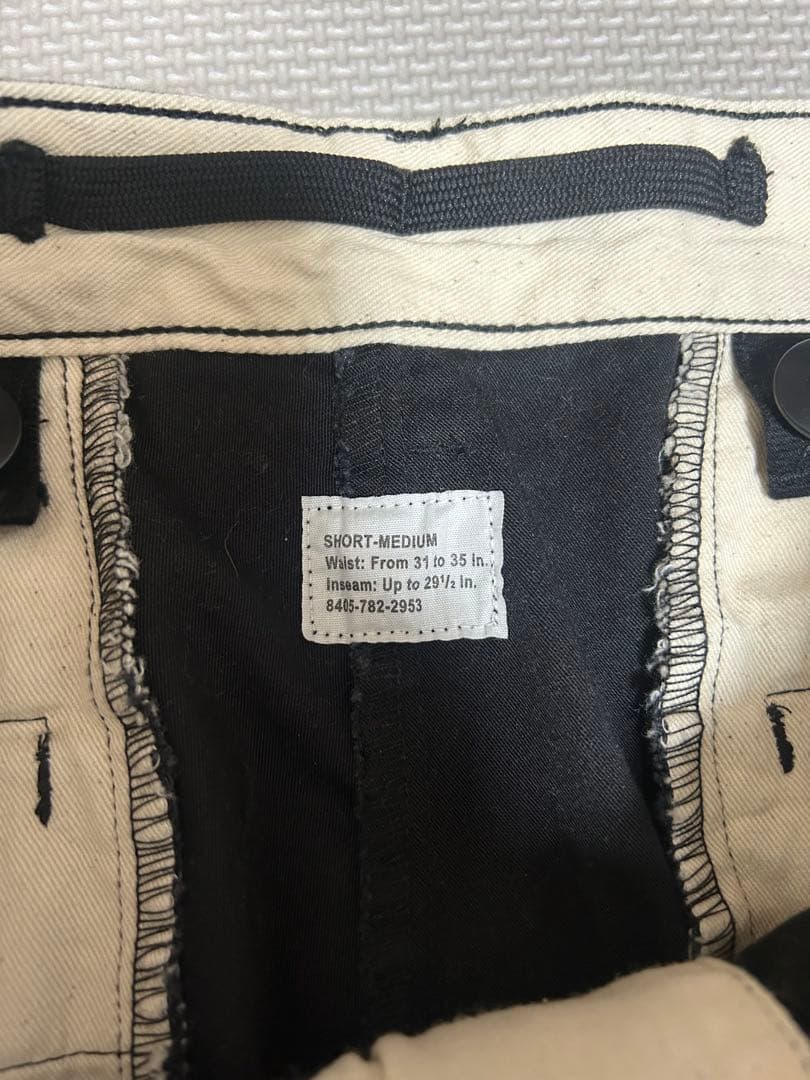 SHORT-MEDIUM
Waist: From 31 to 35 In.
Inseam: Up to 29½ In.
8405-782-2953